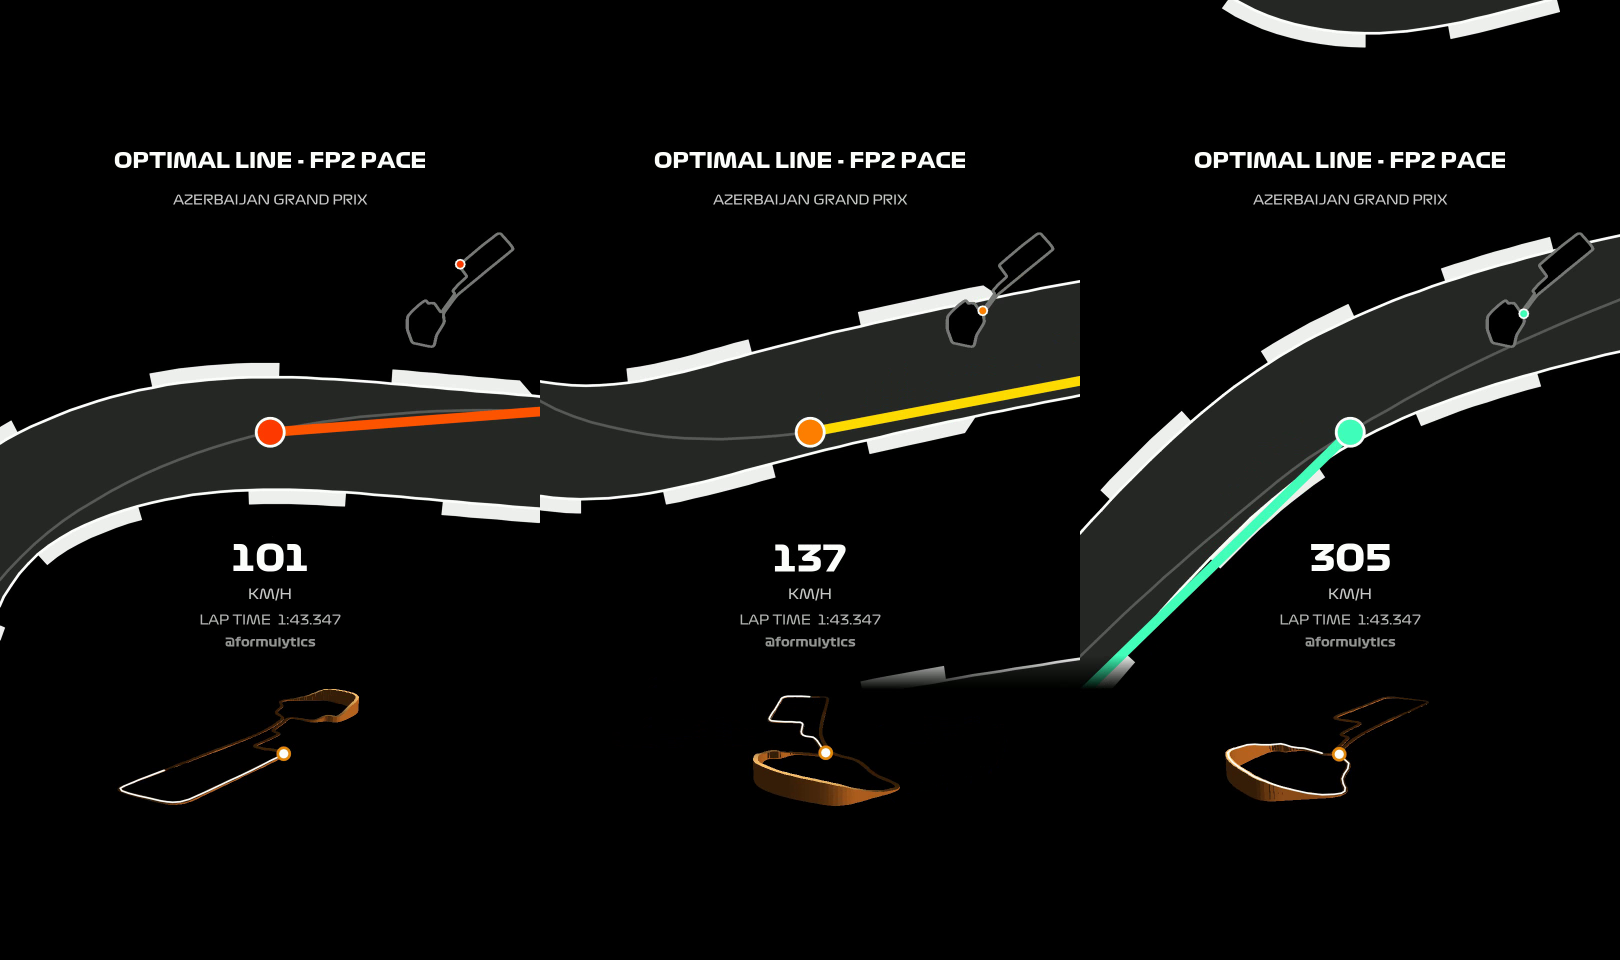 OPTIMAL LINE - FP2 PACE
AZERBAIJAN GRAND PRIX
101
KM/H
LAP TIME 1:43.347
@formulytics
OPTIMAL LINE - FP2 PACE
AZERBAIJAN GRAND PRIX
137
KM/H
LAP TIME 1:43.347
@formulytics
OPTIMAL LINE - FP2 PACE
AZERBAIJAN GRAND PRIX
305
KM/H
LAP TIME 1:43.347
@formulytics